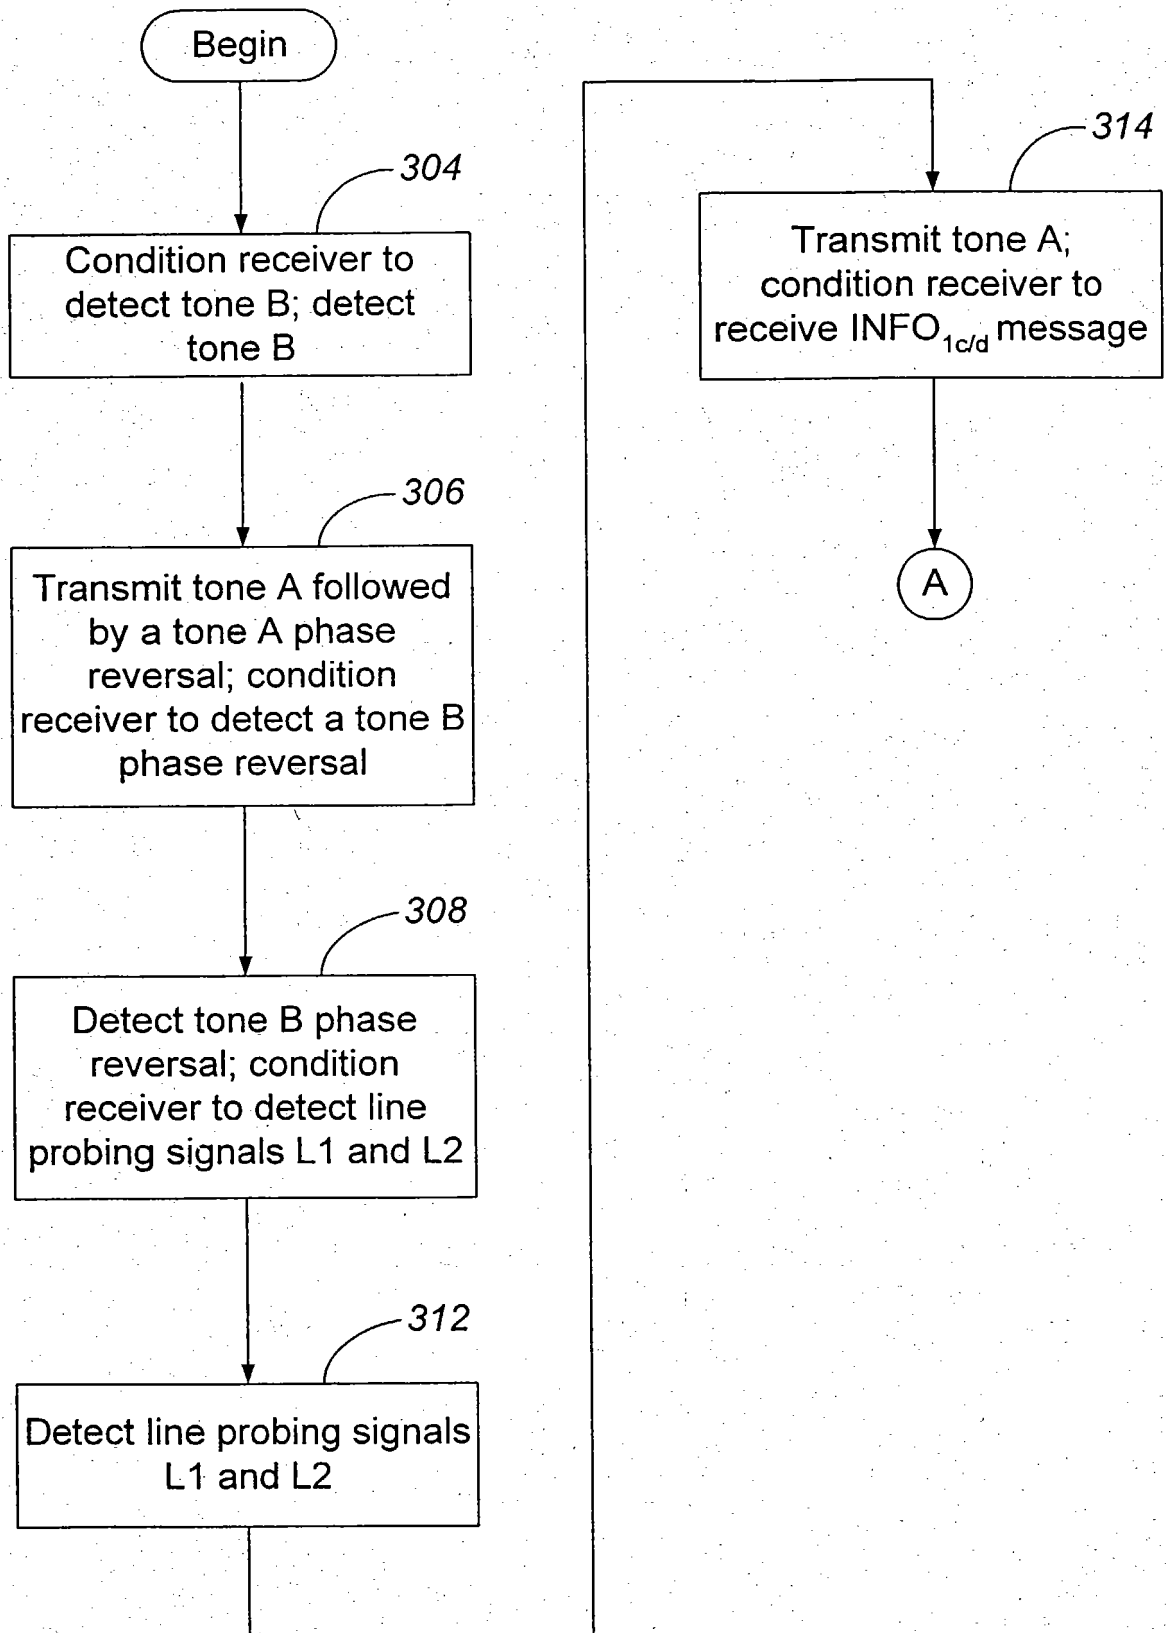 Begin
304
Condition receiver to
detect tone B; detect
tone B
306
Transmit tone A followed
by a tone A phase
reversal; condition
receiver to detect a tone B
phase reversal
308
Detect tone B phase
reversal; condition
receiver to detect line
probing signals L1 and L2
312
Detect line probing signals
L1 and L2
314
Transmit tone A;
condition receiver to
receive INFO1c/d message
A